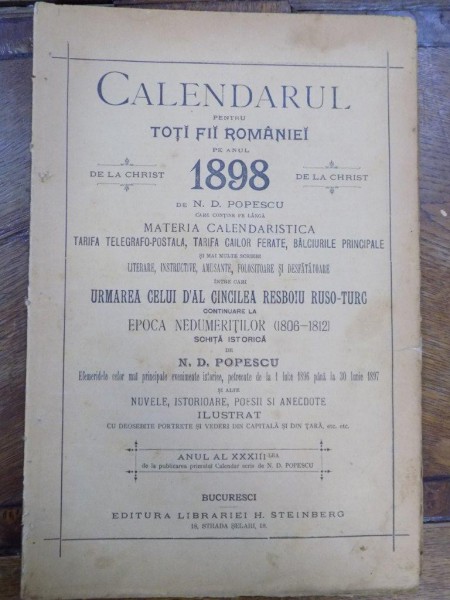 CALENDARUL
PENTRU
TOȚI FII ROMÂNIEĬ
PE ANUL
DE LA CHRIST 1898 DE LA CHRIST
DE N. D. POPESCU
CARE CONȚINE PE LÂNGĂ
MATERIA CALENDARISTICA
TARIFA TELEGRAFO-POSTALA, TARIFA CAILOR FERATE, BÂLCIURILE PRINCIPALE
ȘI MAI MULTE SCRIERI
LITERARE, INSTRUCTIVE, AMUSANTE, FOLOSITOARE ȘI DESFĂTĂTOARE
ÎNTRE CARI
URMAREA CELUI D'AL CINCILEA RESBOIU RUSO-TURC
CONTINUARE LA
EPOCA NEDUMERIȚILOR (1806–1812)
SCHIȚĂ ISTORICĂ
DE
N. D. POPESCU
Efemeridele celor maĭ principale evenimente istorice, petrecute de la 1 Iulie 1896 până la 30 Iunie 1897
ȘI ALTE
NUVELE, ISTORIOARE, POESII SI ANECDOTE
ILUSTRAT
CU DEOSEBITE PORTRETE ȘI VEDERI DIN CAPITALĂ ȘI DIN ȚARĂ, etc. etc.
ANUL AL XXXIII LEA
de la publicarea primului Calendar scris de N. D. POPESCU
BUCURESCI
EDITURA LIBRARIEI H. STEINBERG
18, STRADA ȘELARI, 18.